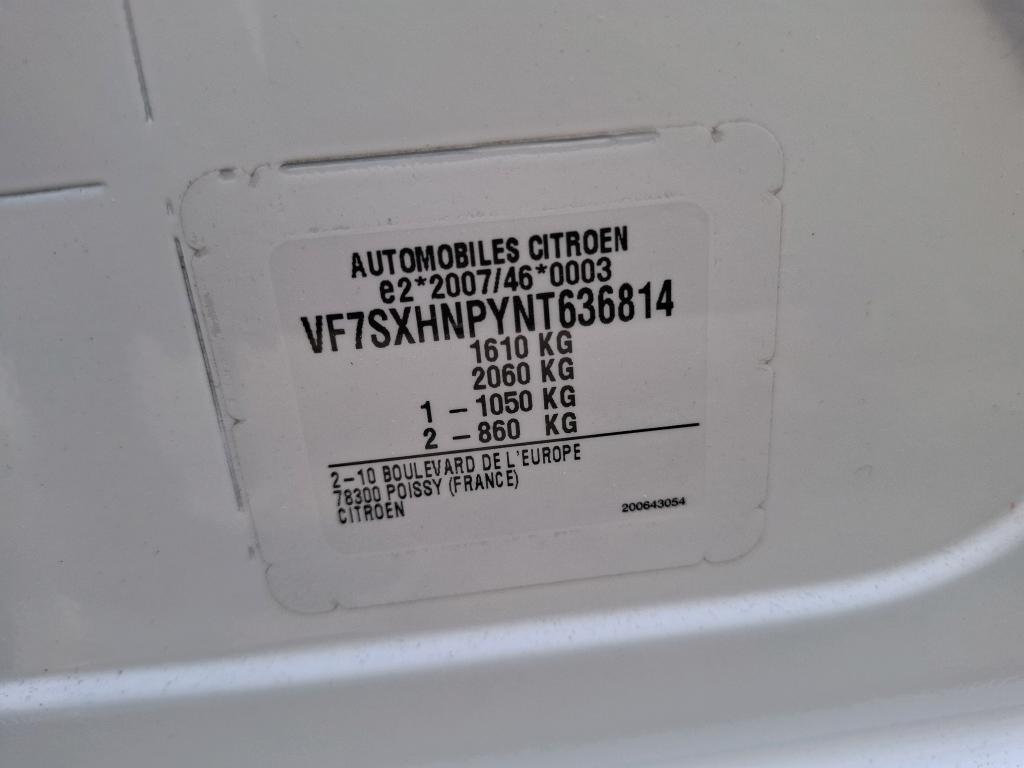 AUTOMOBILES CITROEN
e2*2007/46*0003
VF7SXHNPYNT636814
1610 KG
2060 KG
1 – 1050 KG
2 – 860 KG
2–10 BOULEVARD DE L'EUROPE
78300 POISSY (FRANCE)
CITROEN
200643054